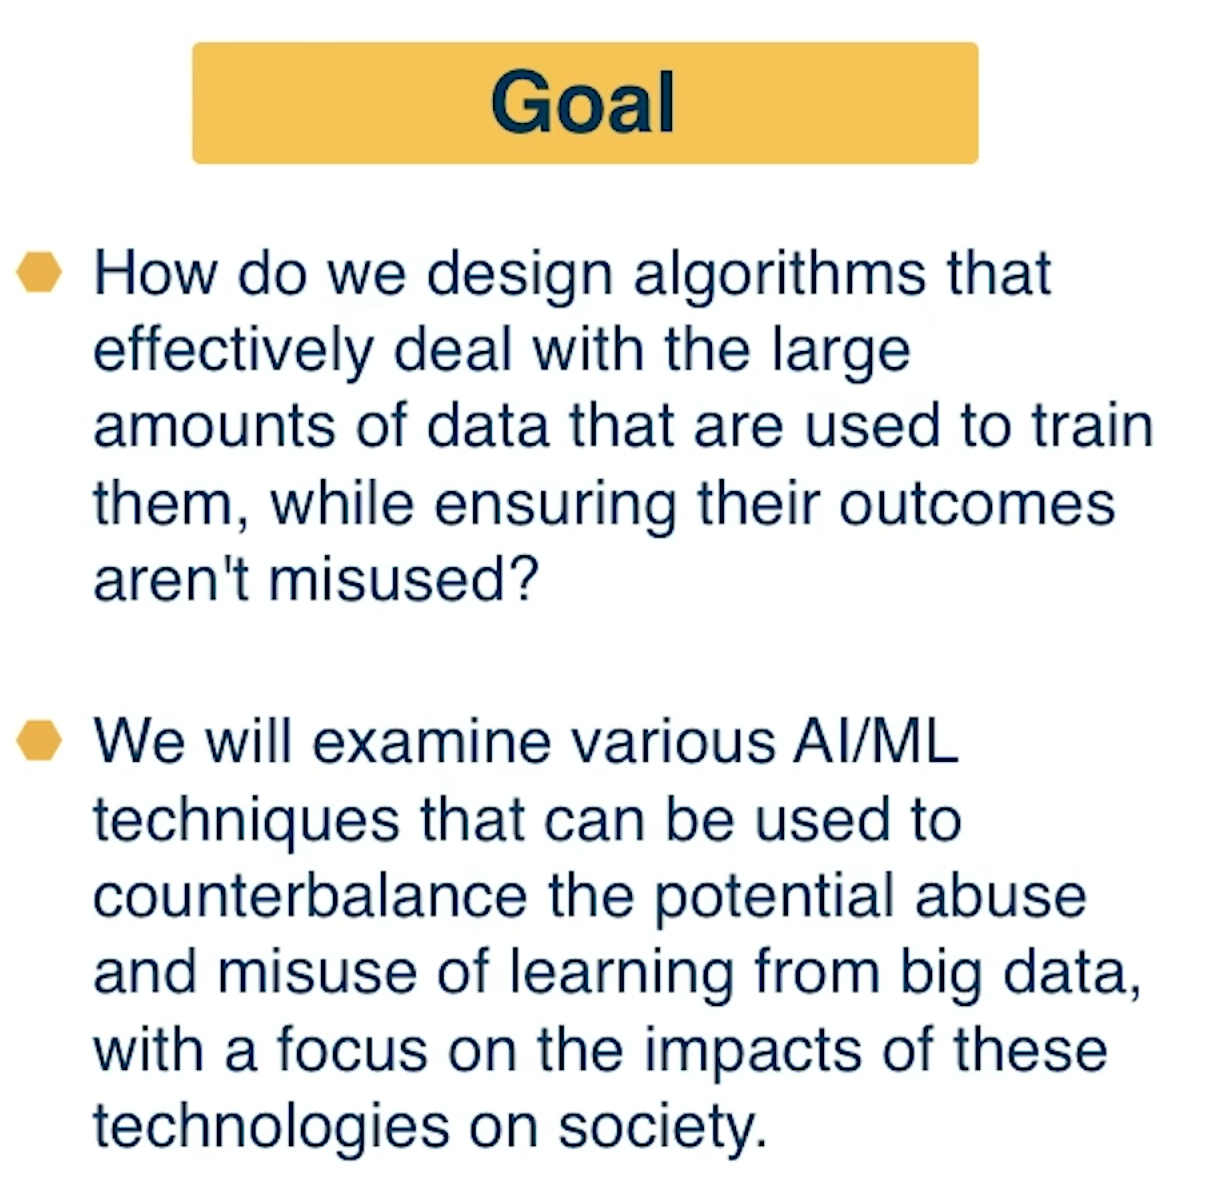 Goal
How do we design algorithms that
effectively deal with the large
amounts of data that are used to train
them, while ensuring their outcomes
aren't misused?
We will examine various AI/ML
techniques that can be used to
counterbalance the potential abuse
and misuse of learning from big data,
with a focus on the impacts of these
technologies on society.